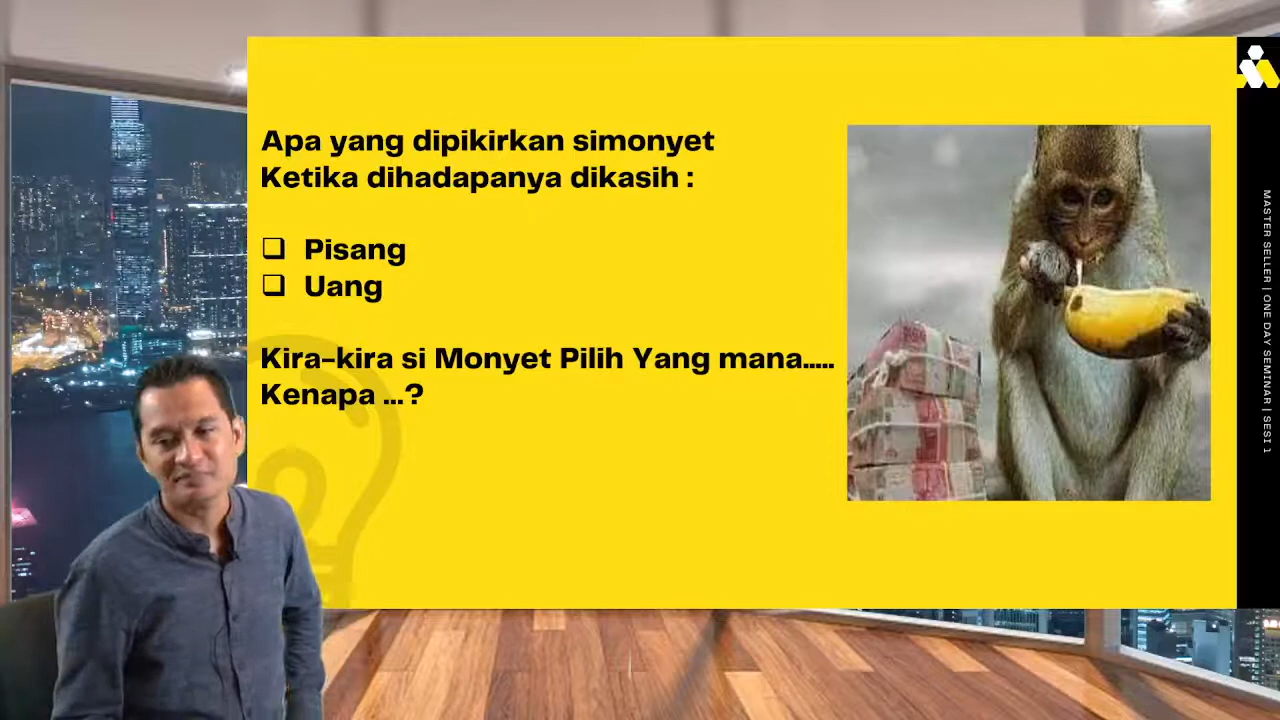 Apa yang dipikirkan simonyet
Ketika dihadapanya dikasih :
❑ Pisang
❑ Uang
Kira-kira si Monyet Pilih Yang mana.....
Kenapa ...?
MASTER SELLER | ONE DAY SEMINAR | SESI 1